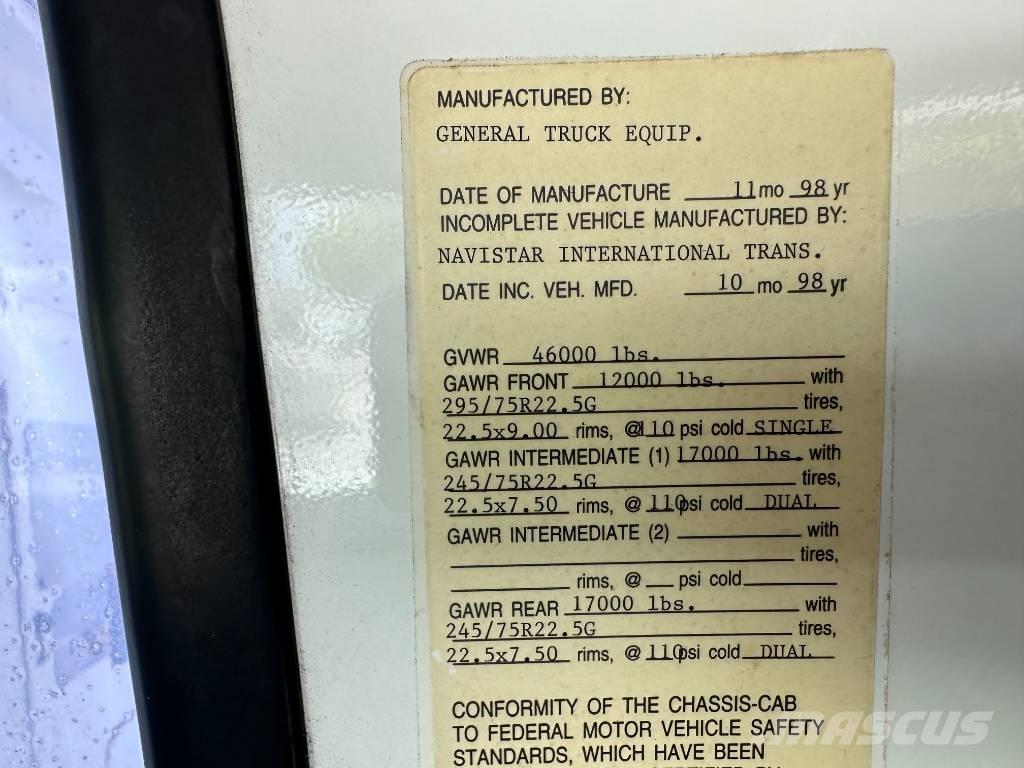 MANUFACTURED BY:
GENERAL TRUCK EQUIP.
DATE OF MANUFACTURE 11 mo 98 yr
INCOMPLETE VEHICLE MANUFACTURED BY:
NAVISTAR INTERNATIONAL TRANS.
DATE INC. VEH. MFD. 10 mo 98 yr
GVWR 46000 lbs.
GAWR FRONT 12000 lbs. with
295/75R22.5G tires,
22.5x9.00 rims, @ 110 psi cold SINGLE
GAWR INTERMEDIATE (1) 17000 lbs. with
245/75R22.5G tires,
22.5x7.50 rims, @ 110 psi cold DUAL
GAWR INTERMEDIATE (2) with
tires,
rims, @ psi cold
GAWR REAR 17000 lbs. with
245/75R22.5G tires,
22.5x7.50 rims, @ 110 psi cold DUAL
CONFORMITY OF THE CHASSIS-CAB
TO FEDERAL MOTOR VEHICLE SAFETY
STANDARDS, WHICH HAVE BEEN
MASCUS